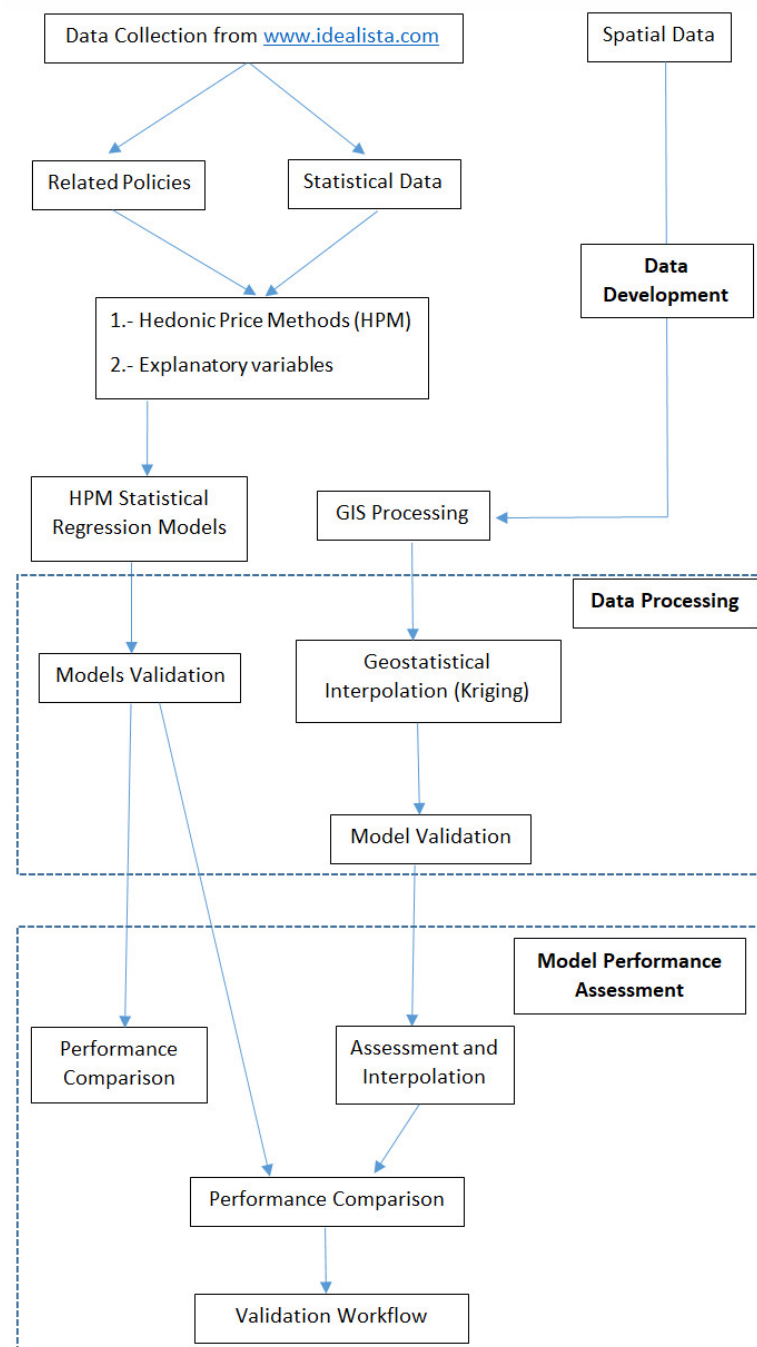 Data Collection from www.idealista.com
Spatial Data
Related Policies
Statistical Data
Data
Development
1.- Hedonic Price Methods (HPM)
2.- Explanatory variables
HPM Statistical
Regression Models
GIS Processing
Data Processing
Models Validation
Geostatistical
Interpolation (Kriging)
Model Validation
Model Performance
Assessment
Performance
Comparison
Assessment and
Interpolation
Performance Comparison
Validation Workflow